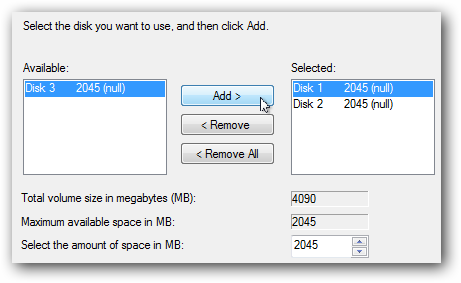 Select the disk you want to use, and then click Add.
Available:
Selected:
Disk 3 2045 (null)
Add >
Disk 1 2045 (null)
Disk 2 2045 (null)
< Remove
< Remove All
Total volume size in megabytes (MB):
4090
Maximum available space in MB:
2045
Select the amount of space in MB:
2045